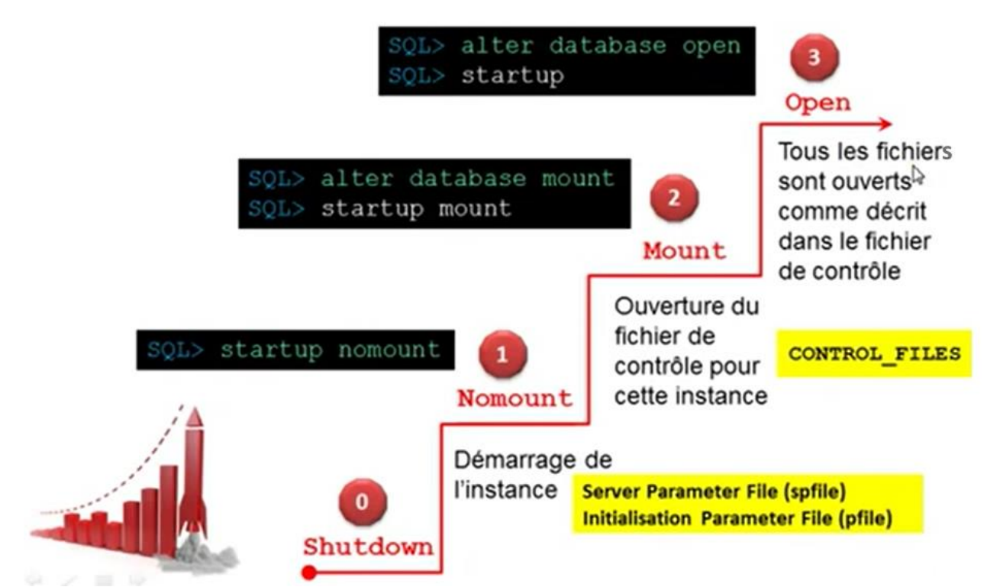 SQL> alter database open
SQL> startup
3
Open
Tous les fichiers
sont ouverts
comme décrit
dans le fichier
de contrôle
SQL> alter database mount
SQL> startup mount
2
Mount
Ouverture du
fichier de
contrôle pour
cette instance
CONTROL_FILES
SQL> startup nomount
1
Nomount
Démarrage de
l'instance
Server Parameter File (spfile)
Initialisation Parameter File (pfile)
0
Shutdown